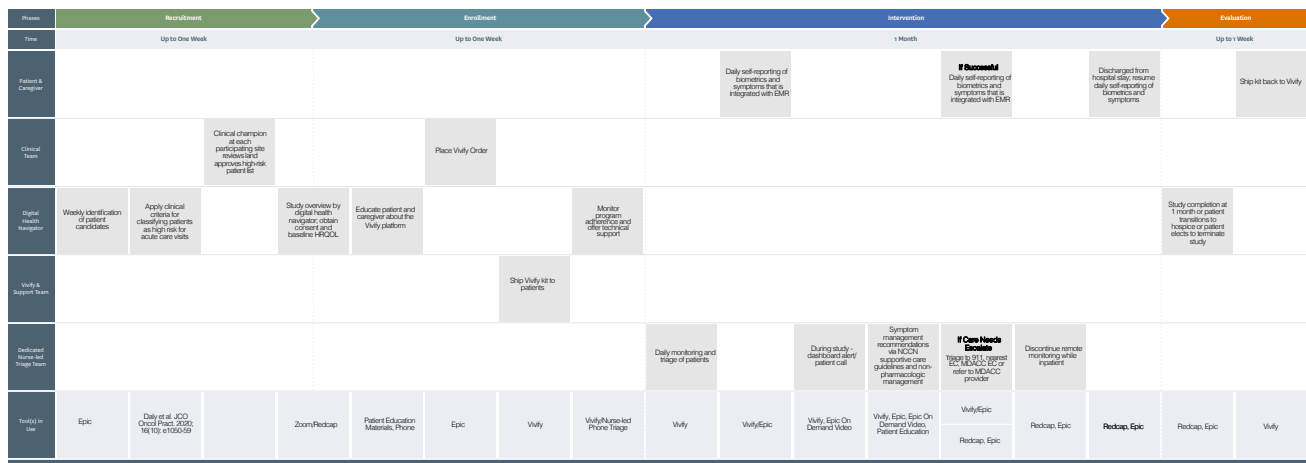 Phases
Recruitment
Enrollment
Intervention
Evaluation
Time
Up to One Week
Up to One Week
1 Month
Up to 1 Week
Patient &
Caregiver
Daily self-reporting of
biometrics and
symptoms that is
integrated with EMR
If Successful
Daily self-reporting of
biometrics and
symptoms that is
integrated with EMR
Discharged from
hospital stay; resume
daily self-reporting of
biometrics and
symptoms
Ship kit back to Vivify
Clinical
Team
Clinical champion
at each
participating site
reviews and
approves high-risk
patient list
Place Vivify Order
Digital
Health
Navigator
Weekly identification
of patient
candidates
Apply clinical
criteria for
classifying patients
as high risk for
acute care visits
Study overview by
digital health
navigator; obtain
consent and
baseline HRQOL
Educate patient and
caregiver about the
Vivify platform
Monitor
program
adherence and
offer technical
support
Study completion at
1 month or patient
transitions to
hospice or patient
elects to terminate
study
Vivify &
Support Team
Ship Vivify kit to
patients
Dedicated
Nurse-led
Triage Team
Daily monitoring and
triage of patients
During study -
dashboard alert/
patient call
Symptom
management
recommendations
via NCCN
supportive care
guidelines and non-
pharmacologic
management
If Care Needs
Escalate
Triage to 911, nearest
EC, MDACC EC or
refer to MDACC
provider
Discontinue remote
monitoring while
inpatient
Tool(s) in
Use
Epic
Daly et al. JCO
Oncol Pract. 2020;
16(10): e1050-59
Zoom/Redcap
Patient Education
Materials, Phone
Epic
Vivify
Vivify/Nurse-led
Phone Triage
Vivify
Vivify/Epic
Vivify, Epic On
Demand Video
Vivify, Epic, Epic On
Demand Video,
Patient Education
Vivify/Epic
Redcap, Epic
Redcap, Epic
Redcap, Epic
Redcap, Epic
Vivify